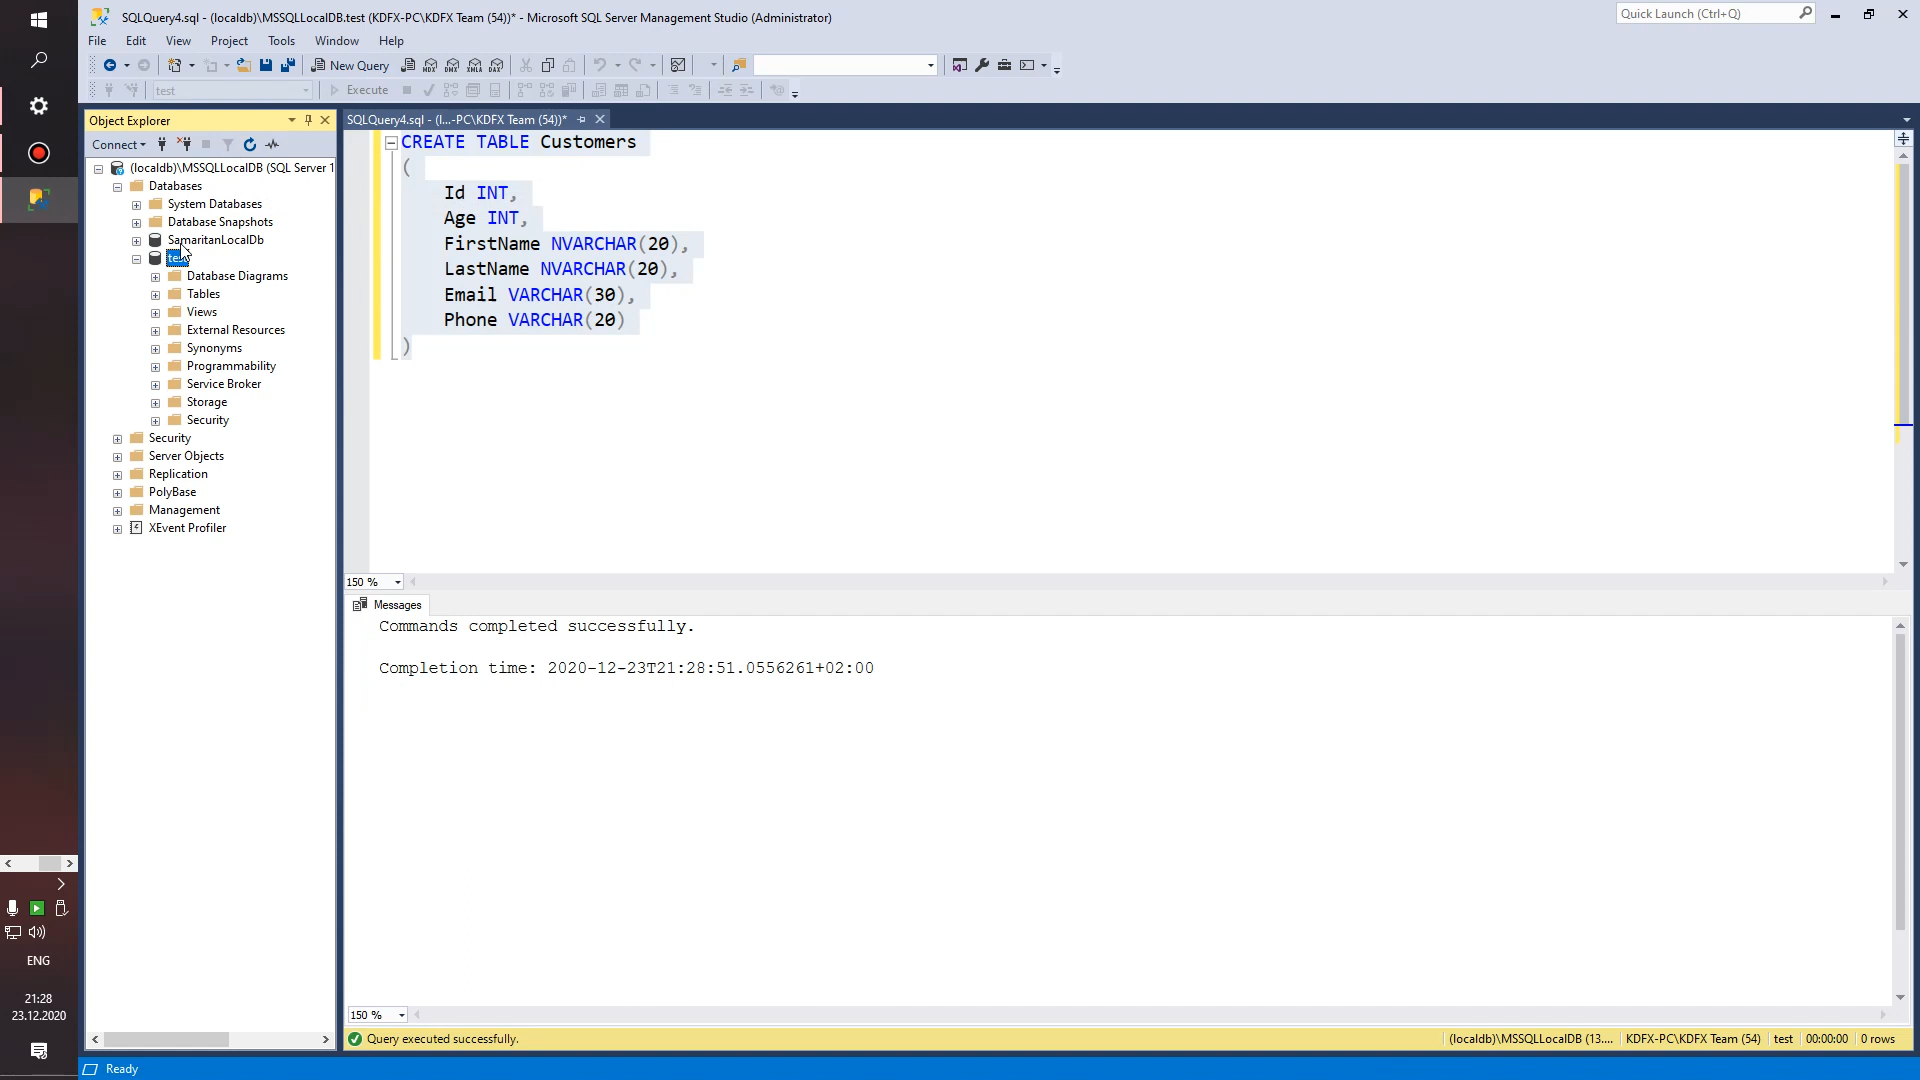 SQLQuery4.sql - (localdb)\MSSQLLocalDB.test (KDFX-PC\KDFX Team (54))* - Microsoft SQL Server Management Studio (Administrator)
Quick Launch (Ctrl+Q)
File Edit View Project Tools Window Help
New Query
MDX DMX XMLA DAX
test
Execute
Object Explorer
SQLQuery4.sql - (l...-PC\KDFX Team (54))*
Connect
(localdb)\MSSQLLocalDB (SQL Server 1
Databases
System Databases
Database Snapshots
SamaritanLocalDb
Database Diagrams
Tables
Views
External Resources
Synonyms
Programmability
Service Broker
Storage
Security
Security
Server Objects
Replication
PolyBase
Management
XEvent Profiler
CREATE TABLE Customers
(
Id INT,
Age INT,
FirstName NVARCHAR(20),
LastName NVARCHAR(20),
Email VARCHAR(30),
Phone VARCHAR(20)
)
150 %
Messages
Commands completed successfully.
Completion time: 2020-12-23T21:28:51.0556261+02:00
150 %
Query executed successfully.
(localdb)\MSSQLLocalDB (13.... KDFX-PC\KDFX Team (54) test 00:00:00 0 rows
Ready
ENG
21:28
23.12.2020